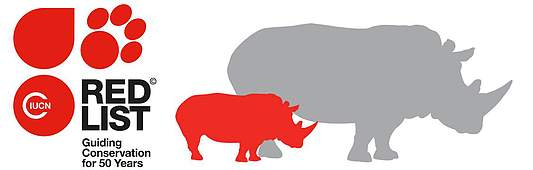 IUCN
RED©
LIST
Guiding
Conservation
for 50 Years